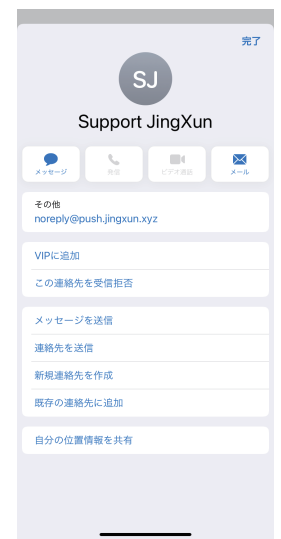 完了
SJ
Support JingXun
メッセージ
発信
ビデオ通話
メール
その他
noreply@push.jingxun.xyz
VIPに追加
この連絡先を受信拒否
メッセージを送信
連絡先を送信
新規連絡先を作成
既存の連絡先に追加
自分の位置情報を共有